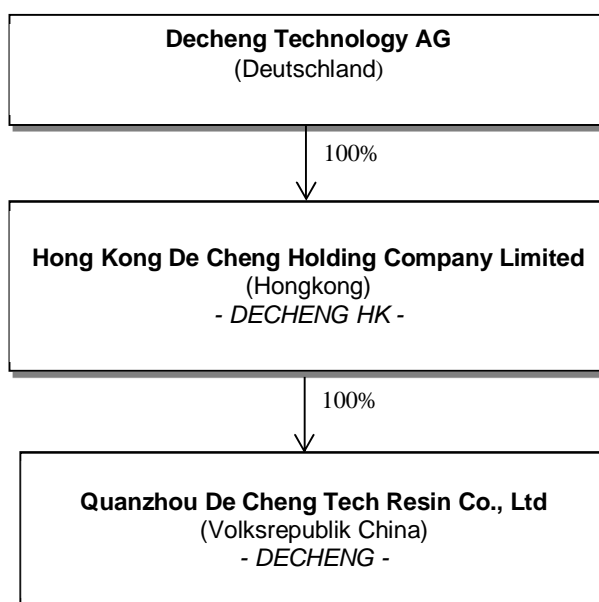 Decheng Technology AG
(Deutschland)
100%
Hong Kong De Cheng Holding Company Limited
(Hongkong)
- DECHENG HK -
100%
Quanzhou De Cheng Tech Resin Co., Ltd
(Volksrepublik China)
- DECHENG -